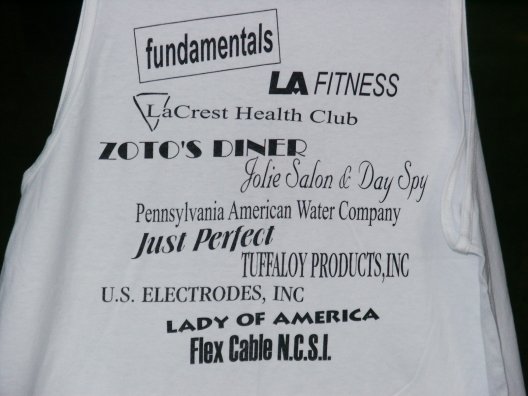 fundamentals
LA FITNESS
LaCrest Health Club
ZOTO'S DINER
Jolie Salon & Day Spy
Pennsylvania American Water Company
Just Perfect
TUFFALOY PRODUCTS,INC
U.S. ELECTRODES, INC
LADY OF AMERICA
Flex Cable N.C.S.I.